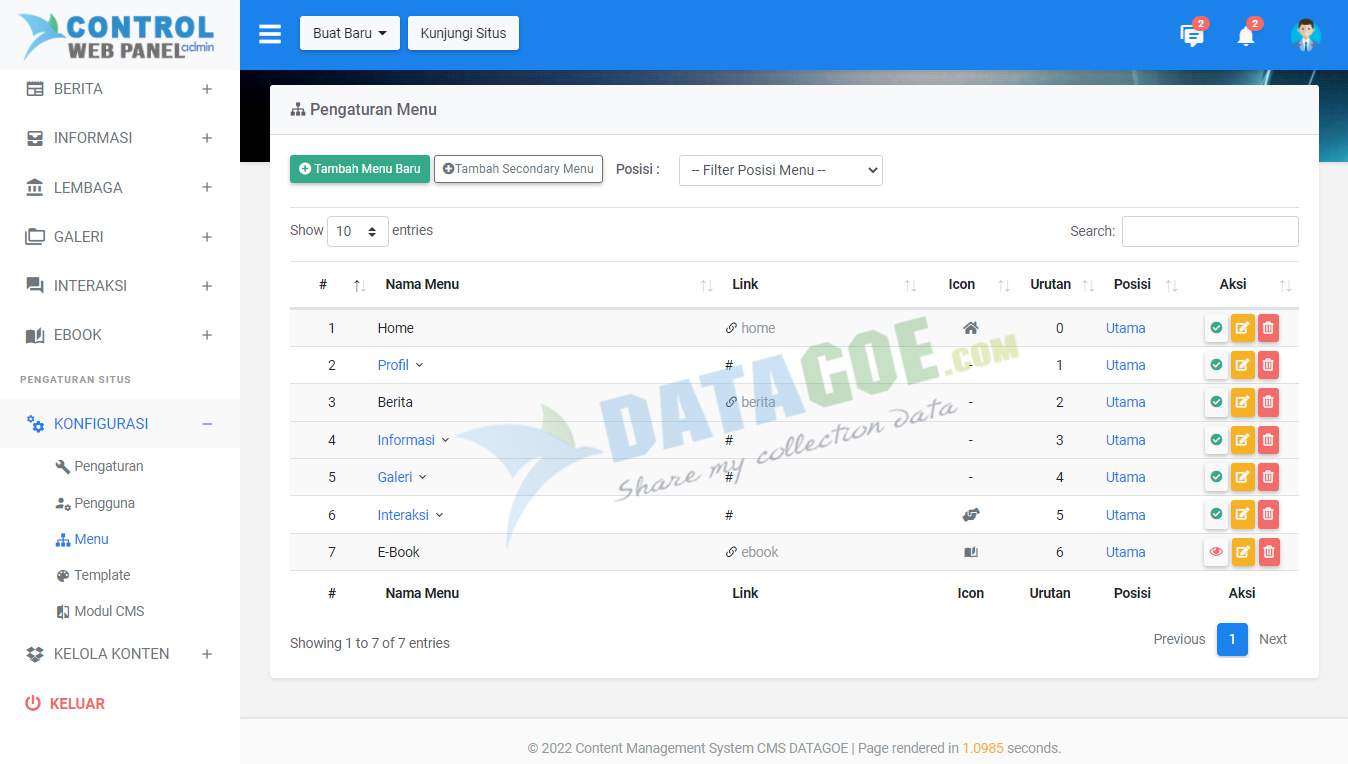 CONTROL
WEB PANEL admin
Buat Baru
Kunjungi Situs
2
2
BERITA
INFORMASI
LEMBAGA
GALERI
INTERAKSI
EBOOK
PENGATURAN SITUS
KONFIGURASI
Pengaturan
Pengguna
Menu
Template
Modul CMS
KELOLA KONTEN
KELUAR
Pengaturan Menu
Tambah Menu Baru
Tambah Secondary Menu
Posisi :
-- Filter Posisi Menu --
Show 10 entries
Search:
# Nama Menu Link Icon Urutan Posisi Aksi
1 Home home 0 Utama
2 Profil # - 1 Utama
3 Berita berita - 2 Utama
4 Informasi # - 3 Utama
5 Galeri # - 4 Utama
6 Interaksi # 5 Utama
7 E-Book ebook 6 Utama
# Nama Menu Link Icon Urutan Posisi Aksi
DATAGOE.COM
Share my collection data
Showing 1 to 7 of 7 entries
Previous 1 Next
© 2022 Content Management System CMS DATAGOE | Page rendered in 1.0985 seconds.